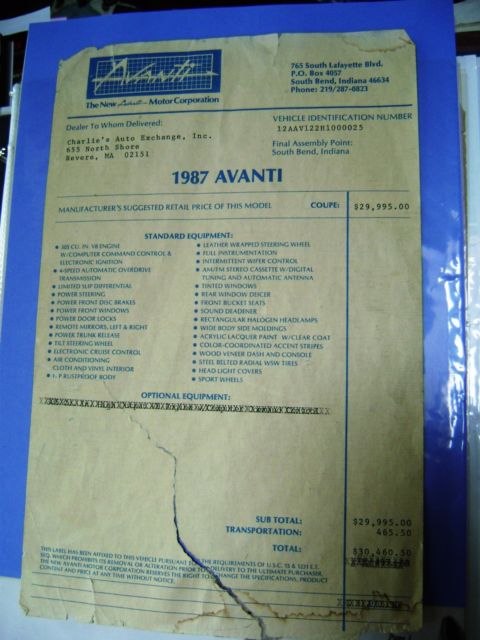 Avanti
The New Avanti Motor Corporation
765 South Lafayette Blvd.
P.O. Box 4057
South Bend, Indiana 46634
Phone: 219/287-0823
Dealer To Whom Delivered:
Charlie's Auto Exchange, Inc.
655 North Shore
Revere, MA 02151
VEHICLE IDENTIFICATION NUMBER
12AAV122H1000025
Final Assembly Point:
South Bend, Indiana
1987 AVANTI
MANUFACTURER'S SUGGESTED RETAIL PRICE OF THIS MODEL COUPE: $29,995.00
STANDARD EQUIPMENT:
• 305 CU. IN. V8 ENGINE
W/COMPUTER COMMAND CONTROL &
ELECTRONIC IGNITION
• 4-SPEED AUTOMATIC OVERDRIVE
TRANSMISSION
• LIMITED SLIP DIFFERENTIAL
• POWER STEERING
• POWER FRONT DISC BRAKES
• POWER FRONT WINDOWS
• POWER DOOR LOCKS
• REMOTE MIRRORS, LEFT & RIGHT
• POWER TRUNK RELEASE
• TILT STEERING WHEEL
• ELECTRONIC CRUISE CONTROL
• AIR CONDITIONING
CLOTH AND VINYL INTERIOR
RUSTPROOF BODY
• LEATHER WRAPPED STEERING WHEEL
• FULL INSTRUMENTATION
• INTERMITTENT WIPER CONTROL
• AM/FM STEREO CASSETTE W/DIGITAL
TUNING AND AUTOMATIC ANTENNA
• TINTED WINDOWS
• REAR WINDOW DEICER
• FRONT BUCKET SEATS
• SOUND DEADENER
• RECTANGULAR HALOGEN HEADLAMPS
• WIDE BODY SIDE MOLDINGS
• ACRYLIC LACQUER PAINT W/CLEAR COAT
• COLOR-COORDINATED ACCENT STRIPES
• WOOD VENEER DASH AND CONSOLE
• STEEL BELTED RADIAL WSW TIRES
• HEAD LIGHT COVERS
• SPORT WHEELS
OPTIONAL EQUIPMENT:
SUB TOTAL: $29,995.00
TRANSPORTATION: 465.50
TOTAL: $30,460.50
THIS LABEL HAS BEEN AFFIXED TO THIS VEHICLE PURSUANT TO THE REQUIREMENTS OF U.S.C. 15 & 1231 E.T.
SEQ. WHICH PROHIBITS ITS REMOVAL OR ALTERATION PRIOR TO DELIVERY TO THE ULTIMATE PURCHASER.
THE NEW AVANTI MOTOR CORPORATION RESERVES THE RIGHT TO CHANGE THE SPECIFICATIONS, PRODUCT
CONTENT AND PRICE AT ANY TIME WITHOUT NOTICE.